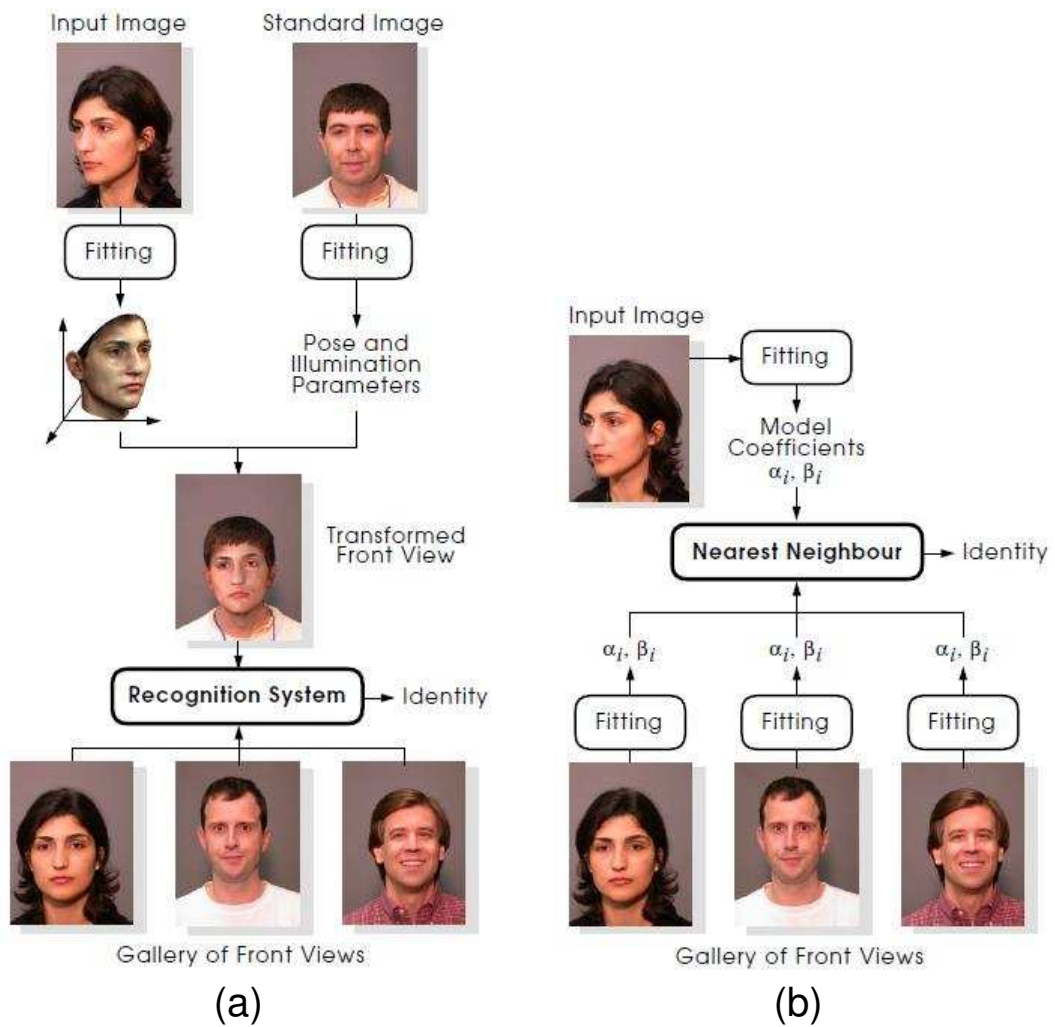 Input Image
Standard Image
Fitting
Fitting
Pose and
Illumination
Parameters
Transformed
Front View
Recognition System
Identity
Gallery of Front Views
(a)
Input Image
Fitting
Model
Coefficients
αi, βi
Nearest Neighbour
Identity
αi, βi
αi, βi
αi, βi
Fitting
Fitting
Fitting
Gallery of Front Views
(b)